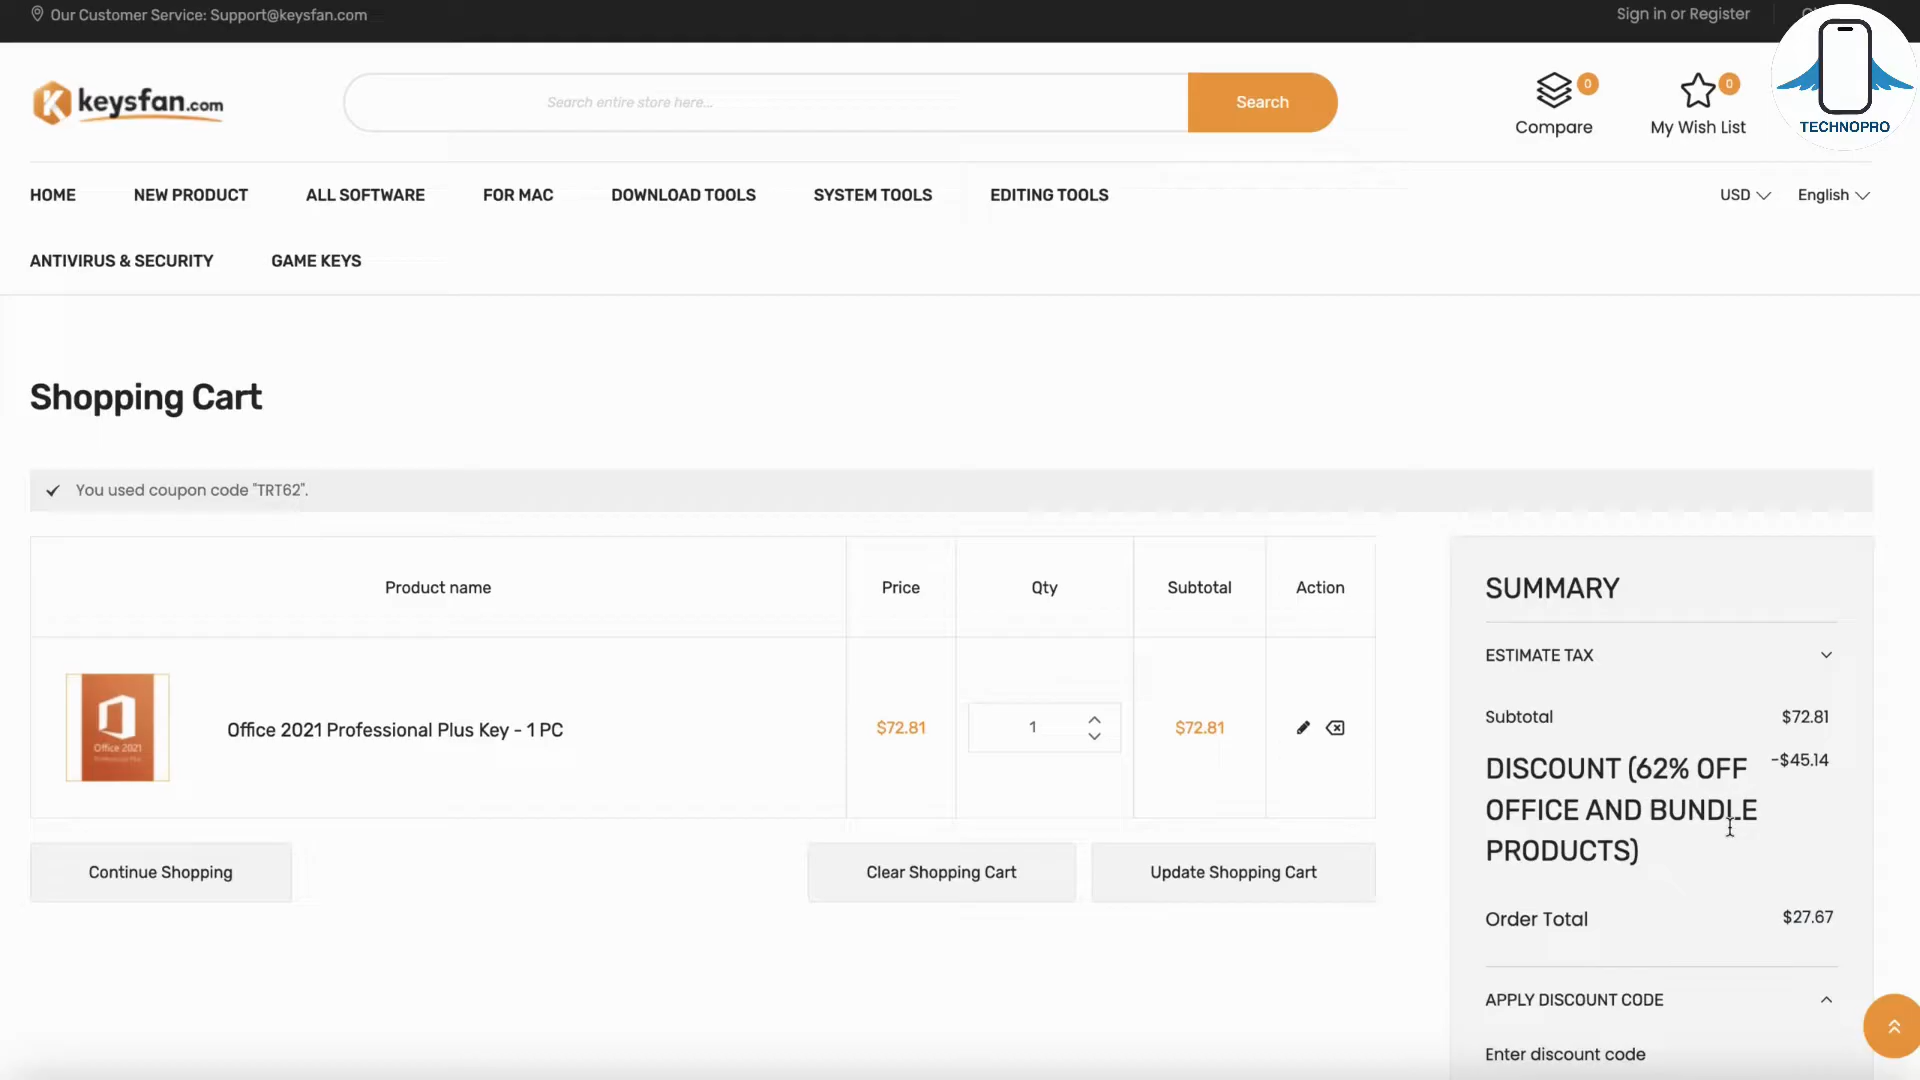 Our Customer Service: Support@keysfan.com
Sign in or Register
keysfan.com
Search entire store here...
Search
0
Compare
0
My Wish List
TECHNOPRO
HOME
NEW PRODUCT
ALL SOFTWARE
FOR MAC
DOWNLOAD TOOLS
SYSTEM TOOLS
EDITING TOOLS
USD
English
ANTIVIRUS & SECURITY
GAME KEYS
Shopping Cart
You used coupon code "TRT62".
Product name
Price
Qty
Subtotal
Action
Office 2021
Professional Plus
Office 2021 Professional Plus Key - 1 PC
$72.81
1
$72.81
Continue Shopping
Clear Shopping Cart
Update Shopping Cart
SUMMARY
ESTIMATE TAX
Subtotal
$72.81
DISCOUNT (62% OFF
OFFICE AND BUNDLE
PRODUCTS)
-$45.14
Order Total
$27.67
APPLY DISCOUNT CODE
Enter discount code